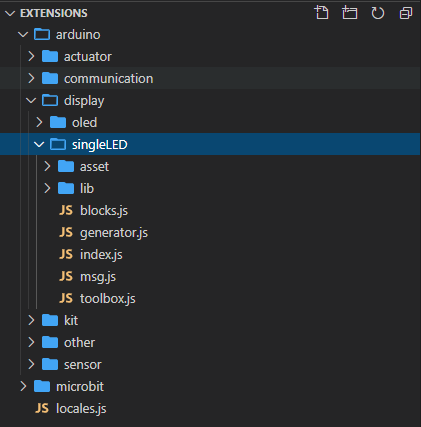 EXTENSIONS
arduino
actuator
communication
display
oled
singleLED
asset
lib
JS blocks.js
JS generator.js
JS index.js
JS msg.js
JS toolbox.js
kit
other
sensor
microbit
JS locales.js